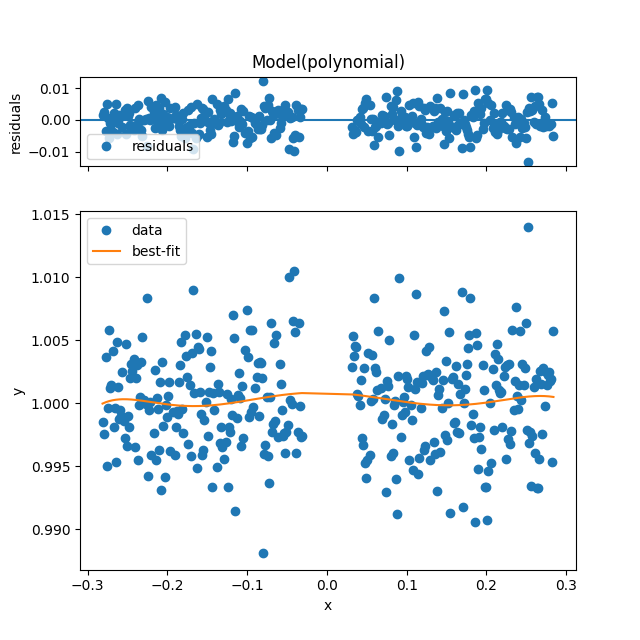 Model(polynomial)
0.01
0.00
−0.01
residuals
residuals
1.015
1.010
1.005
1.000
0.995
0.990
y
data
best-fit
−0.3 −0.2 −0.1 0.0 0.1 0.2 0.3
x